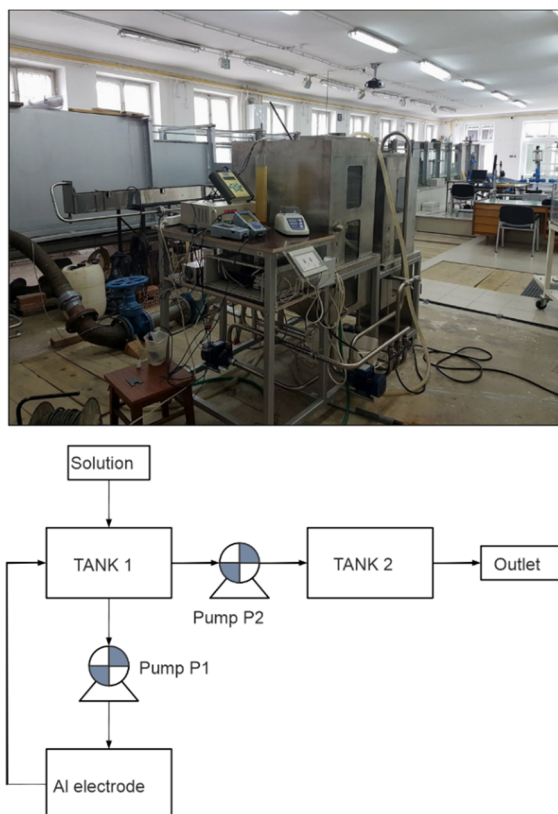 Solution
TANK 1
Pump P2
TANK 2
Outlet
Pump P1
Al electrode